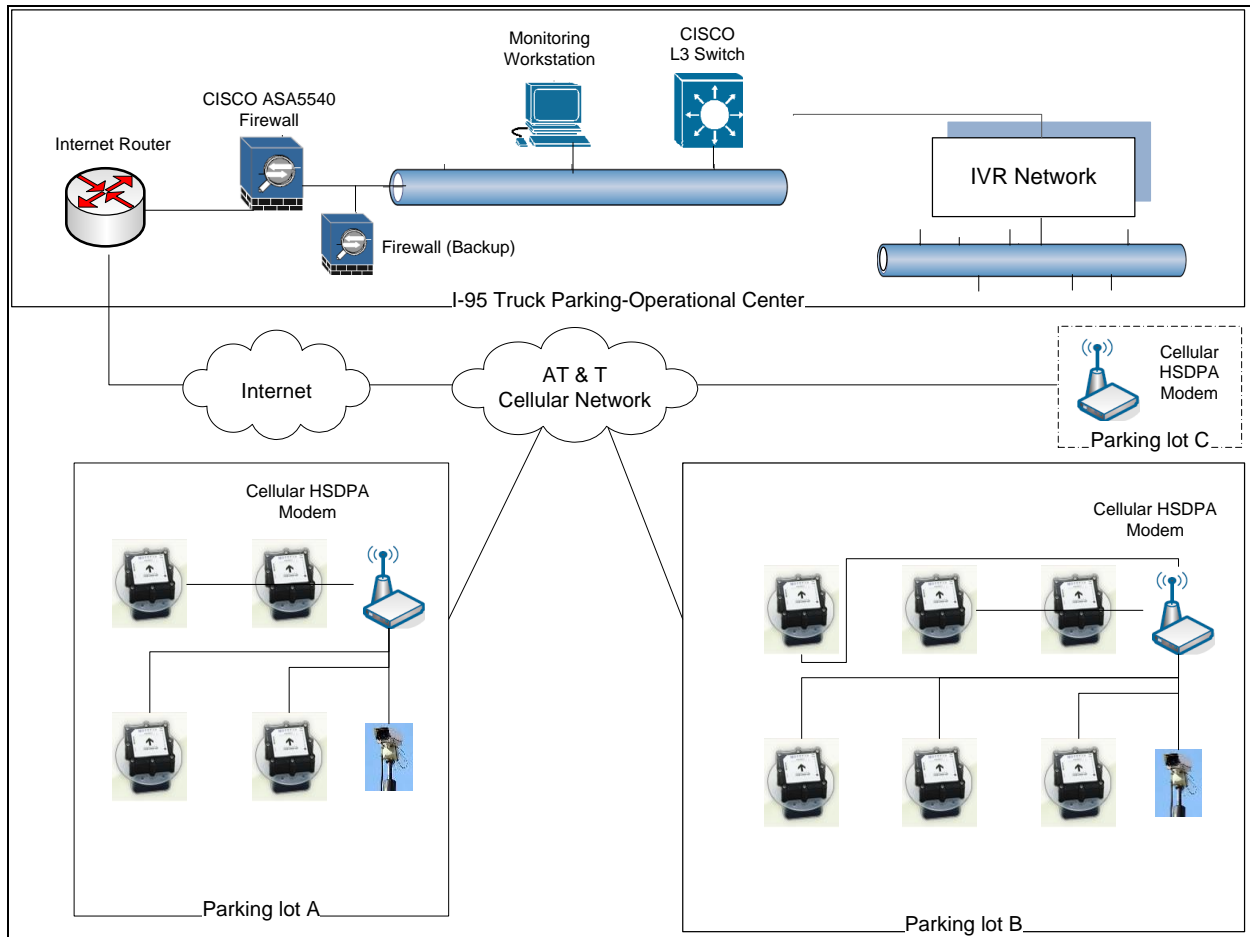 Monitoring
Workstation
CISCO
L3 Switch
CISCO ASA5540
Firewall
Internet Router
IVR Network
Firewall (Backup)
I-95 Truck Parking-Operational Center
Internet
AT & T
Cellular Network
Cellular
HSDPA
Modem
Parking lot C
Cellular HSDPA
Modem
Parking lot A
Cellular HSDPA
Modem
Parking lot B